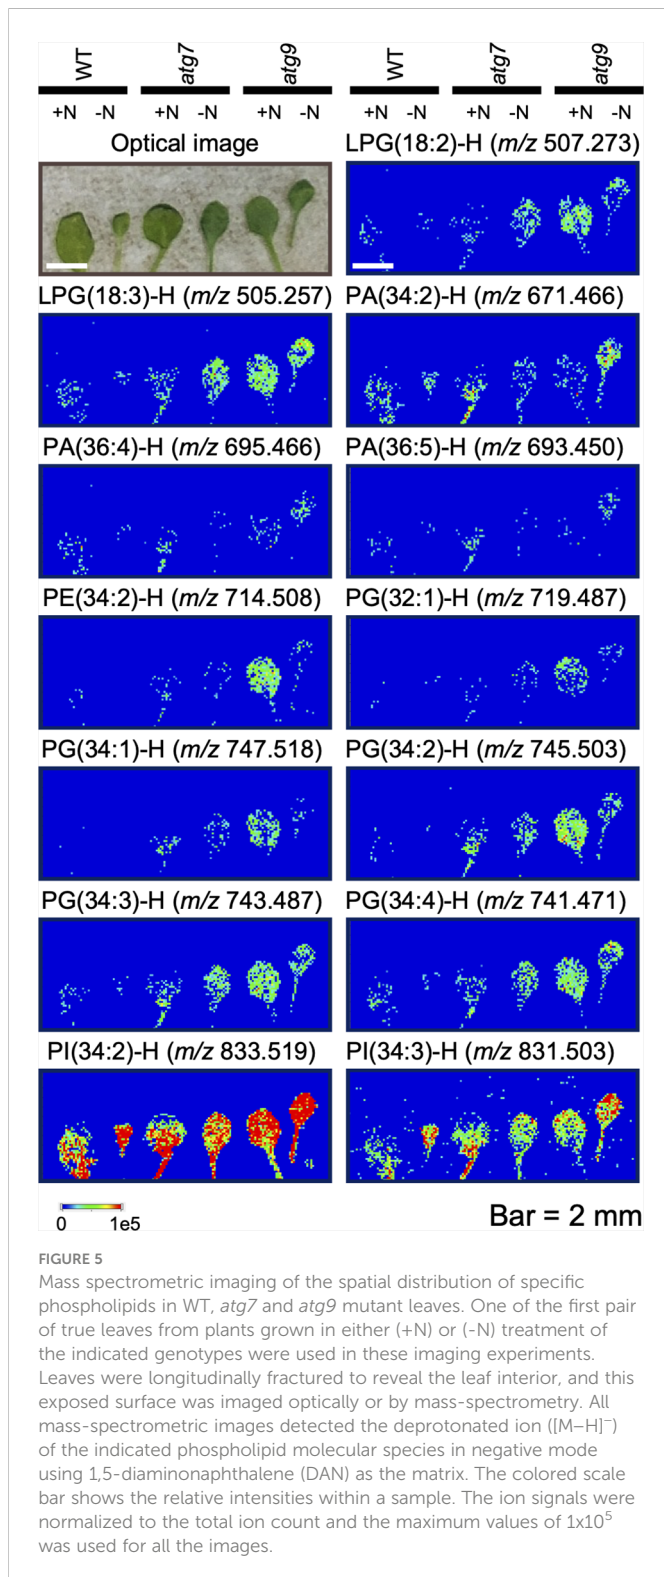 WT atg7 atg9 WT atg7 atg9
+N -N +N -N +N -N +N -N +N -N +N -N
Optical image
LPG(18:2)-H (m/z 507.273)
LPG(18:3)-H (m/z 505.257)
PA(34:2)-H (m/z 671.466)
PA(36:4)-H (m/z 695.466)
PA(36:5)-H (m/z 693.450)
PE(34:2)-H (m/z 714.508)
PG(32:1)-H (m/z 719.487)
PG(34:1)-H (m/z 747.518)
PG(34:2)-H (m/z 745.503)
PG(34:3)-H (m/z 743.487)
PG(34:4)-H (m/z 741.471)
PI(34:2)-H (m/z 833.519)
PI(34:3)-H (m/z 831.503)
0 1e5
Bar = 2 mm
FIGURE 5
Mass spectrometric imaging of the spatial distribution of specific
phospholipids in WT, atg7 and atg9 mutant leaves. One of the first pair
of true leaves from plants grown in either (+N) or (-N) treatment of
the indicated genotypes were used in these imaging experiments.
Leaves were longitudinally fractured to reveal the leaf interior, and this
exposed surface was imaged optically or by mass-spectrometry. All
mass-spectrometric images detected the deprotonated ion ([M−H]⁻)
of the indicated phospholipid molecular species in negative mode
using 1,5-diaminonaphthalene (DAN) as the matrix. The colored scale
bar shows the relative intensities within a sample. The ion signals were
normalized to the total ion count and the maximum values of 1x10⁵
was used for all the images.